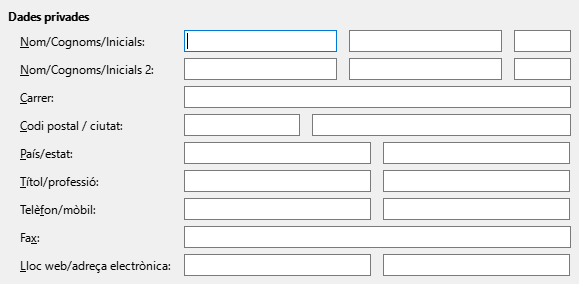 Dades privades
Nom/Cognoms/Inicials:
Nom/Cognoms/Inicials 2:
Carrer:
Codi postal / ciutat:
País/estat:
Títol/professió:
Telèfon/mòbil:
Fax:
Lloc web/adreça electrònica: